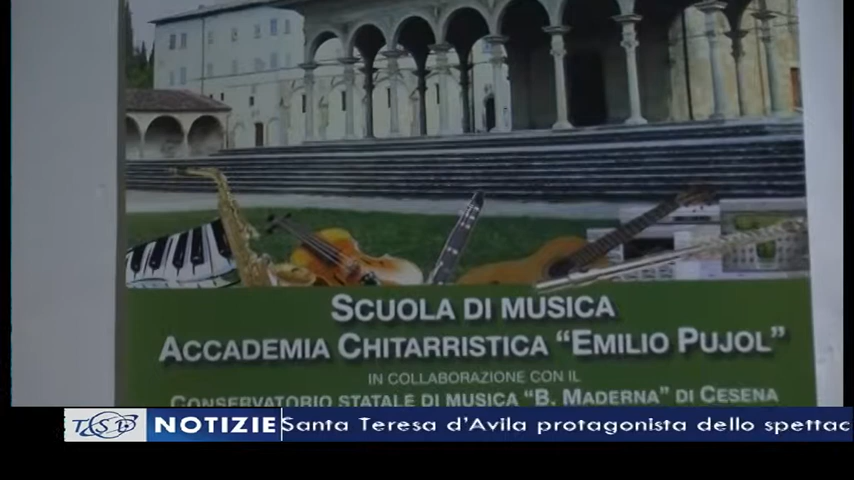 SCUOLA DI MUSICA
ACCADEMIA CHITARRISTICA "EMILIO PUJOL"
IN COLLABORAZIONE CON IL
CONSERVATORIO STATALE DI MUSICA "B. MADERNA" DI CESENA
TSD NOTIZIE Santa Teresa d'Avila protagonista dello spettac